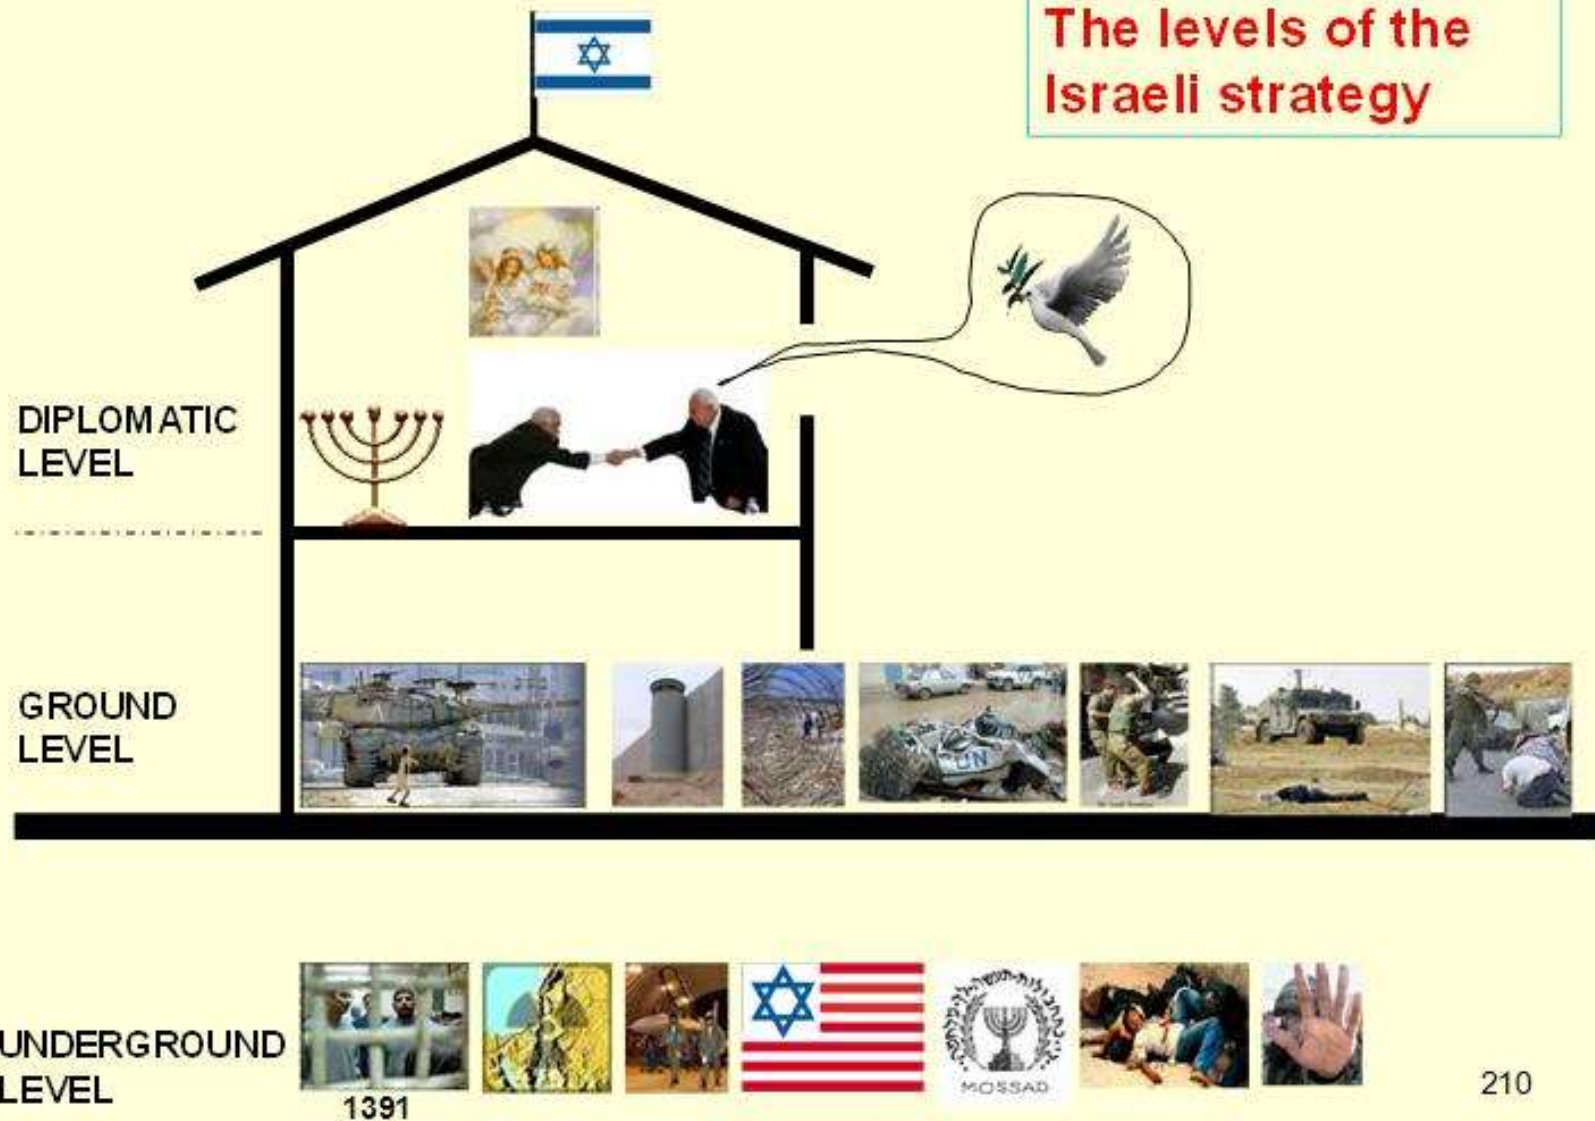 The levels of the
Israeli strategy
DIPLOMATIC
LEVEL
GROUND
LEVEL
UN
UNDERGROUND
LEVEL
1391
MOSSAD
210